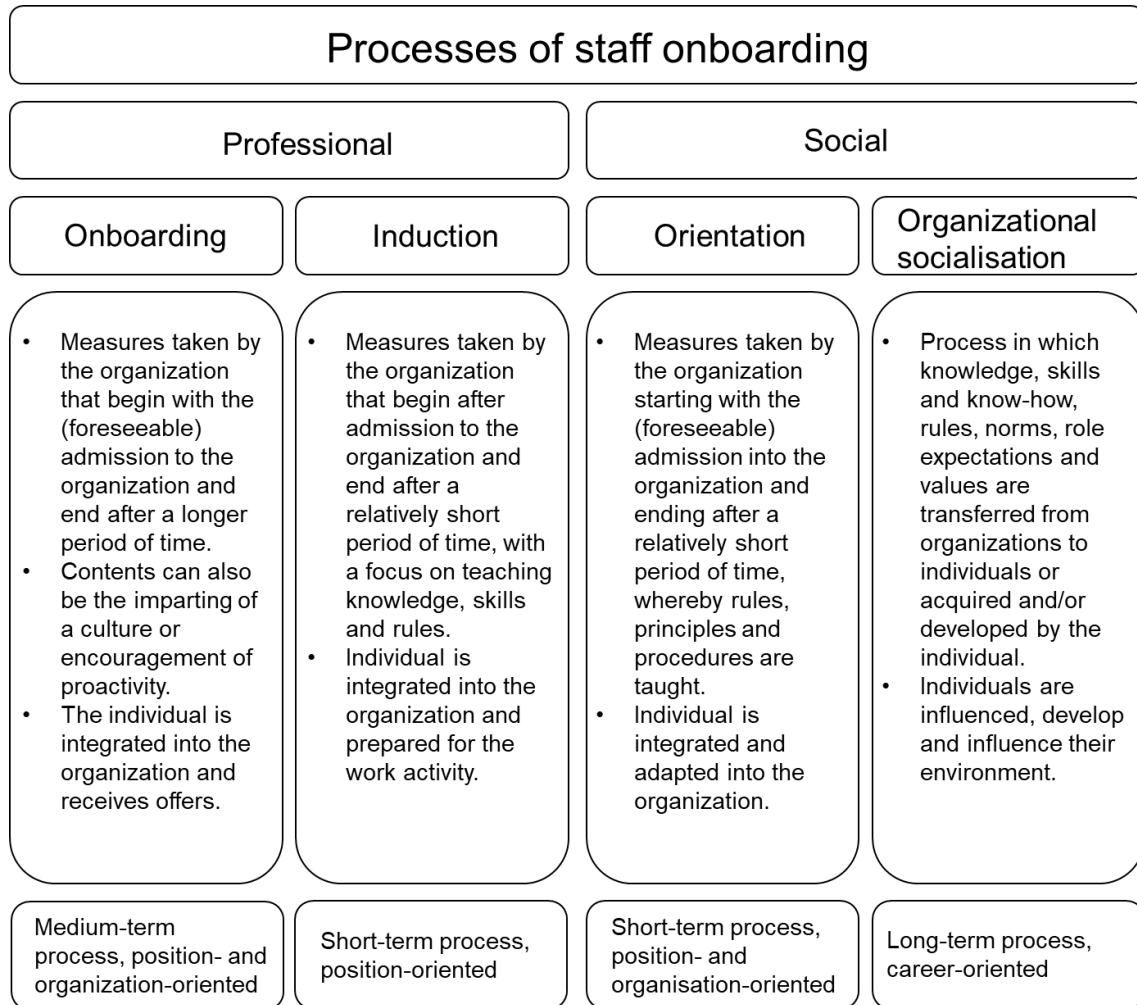 Processes of staff onboarding
Professional
Social
Onboarding
Induction
Orientation
Organizational
socialisation
• Measures taken by
the organization
that begin with the
(foreseeable)
admission to the
organization and
end after a longer
period of time.
• Contents can also
be the imparting of
a culture or
encouragement of
proactivity.
• The individual is
integrated into the
organization and
receives offers.
• Measures taken by
the organization
that begin after
admission to the
organization and
end after a
relatively short
period of time, with
a focus on teaching
knowledge, skills
and rules.
• Individual is
integrated into the
organization and
prepared for the
work activity.
• Measures taken by
the organization
starting with the
(foreseeable)
admission into the
organization and
ending after a
relatively short
period of time,
whereby rules,
principles and
procedures are
taught.
• Individual is
integrated and
adapted into the
organization.
• Process in which
knowledge, skills
and know-how,
rules, norms, role
expectations and
values are
transferred from
organizations to
individuals or
acquired and/or
developed by the
individual.
• Individuals are
influenced, develop
and influence their
environment.
Medium-term
process, position- and
organization-oriented
Short-term process,
position-oriented
Short-term process,
position- and
organisation-oriented
Long-term process,
career-oriented